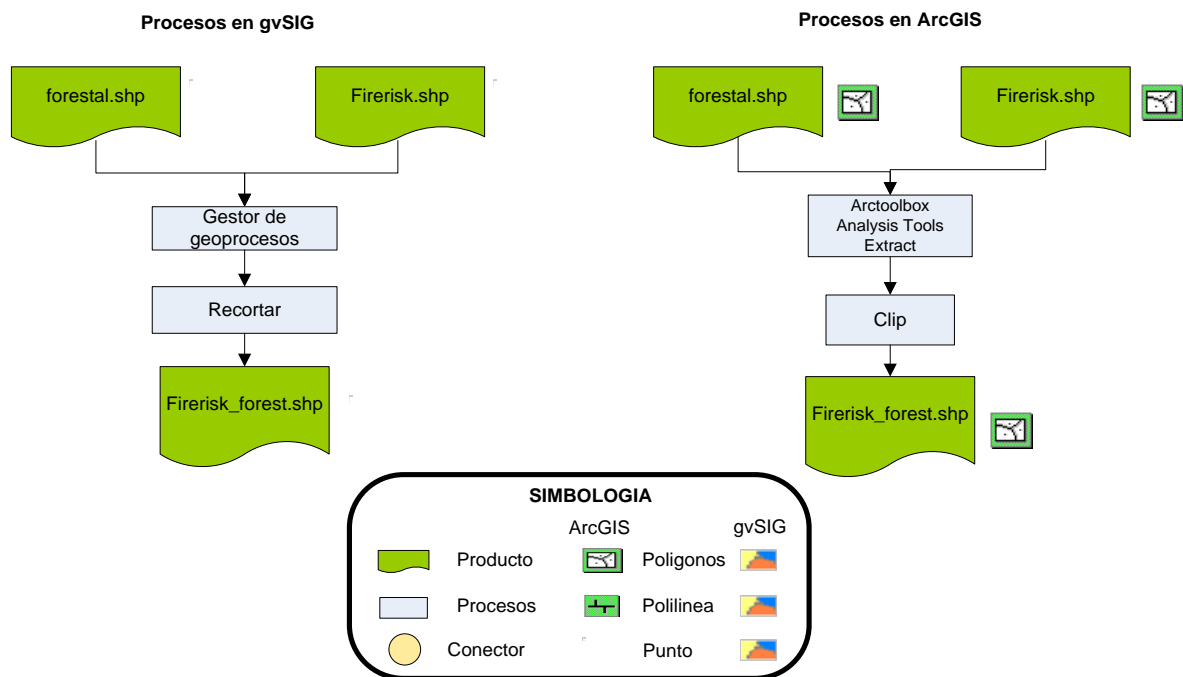 Procesos en gvSIG
forestal.shp
Firerisk.shp
Gestor de
geoprocesos
Recortar
Firerisk_forest.shp
Procesos en ArcGIS
forestal.shp
Firerisk.shp
Arctoolbox
Analysis Tools
Extract
Clip
Firerisk_forest.shp
SIMBOLOGIA
ArcGIS
gvSIG
Producto
Poligonos
Procesos
Polilinea
Conector
Punto